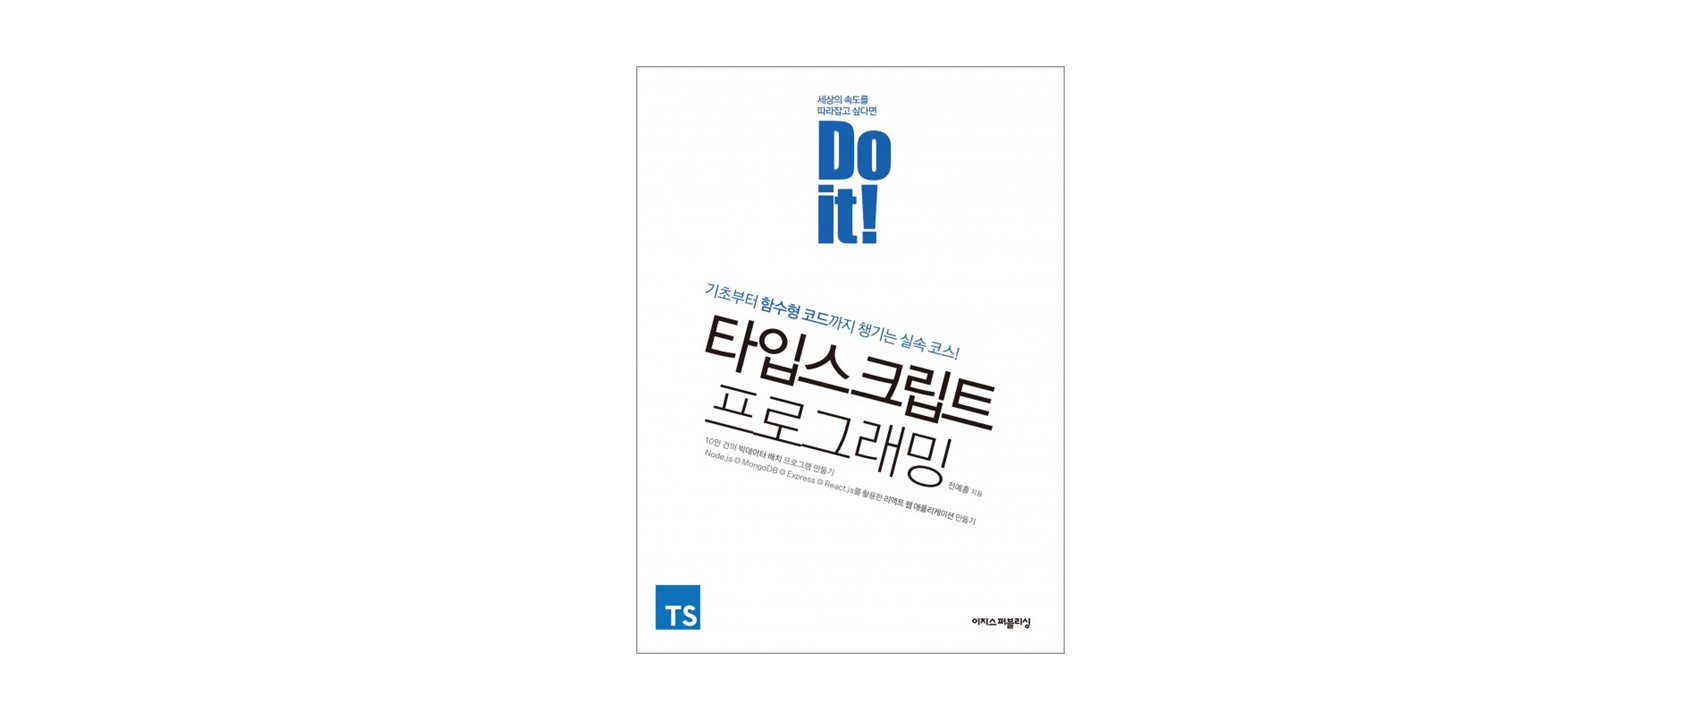 세상의 속도를
따라잡고 싶다면
Do
it!
기초부터 함수형 코드까지 챙기는 실속 코스!
타입스크립트
프로그래밍
전예홍 지음
10만 건의 빅데이터 배치 프로그램 만들기
Node.js ◎ MongoDB ◎ Express ◎ React.js를 활용한 리액트 웹 애플리케이션 만들기
TS
이지스퍼블리싱